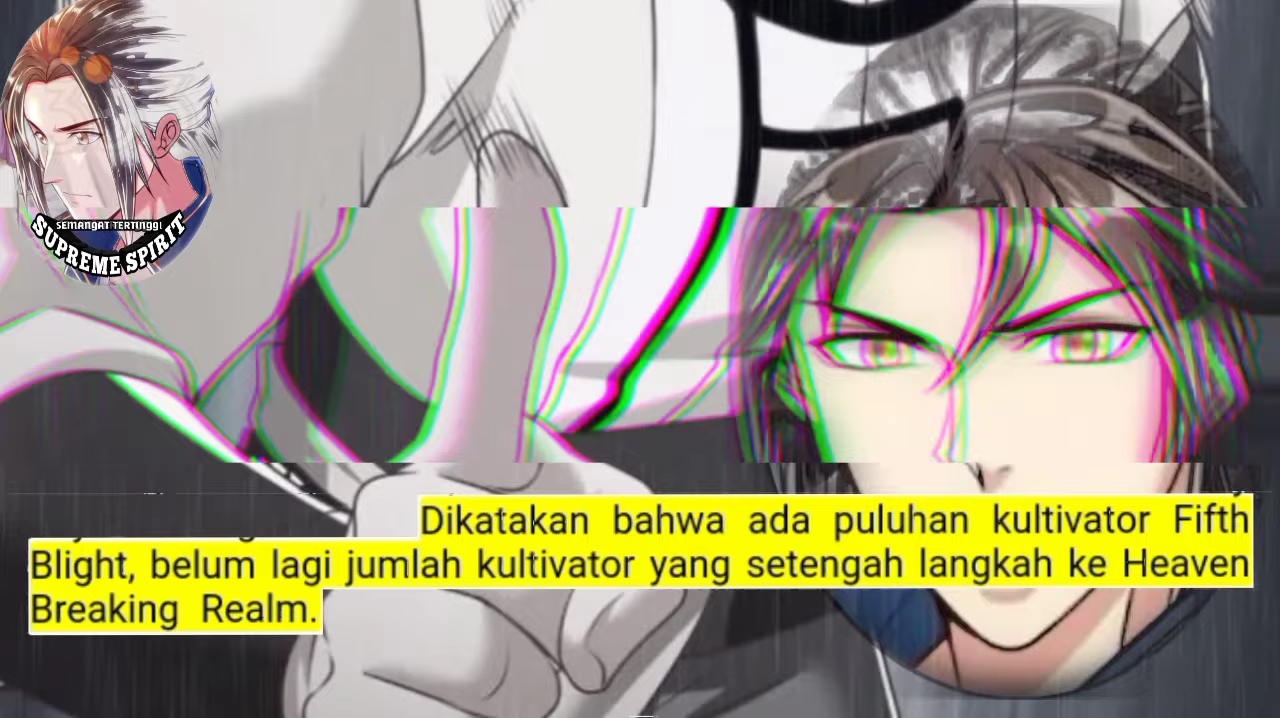 SEMANGAT TERTINGGI
SUPREME SPIRIT
Dikatakan bahwa ada puluhan kultivator Fifth
Blight, belum lagi jumlah kultivator yang setengah langkah ke Heaven
Breaking Realm.